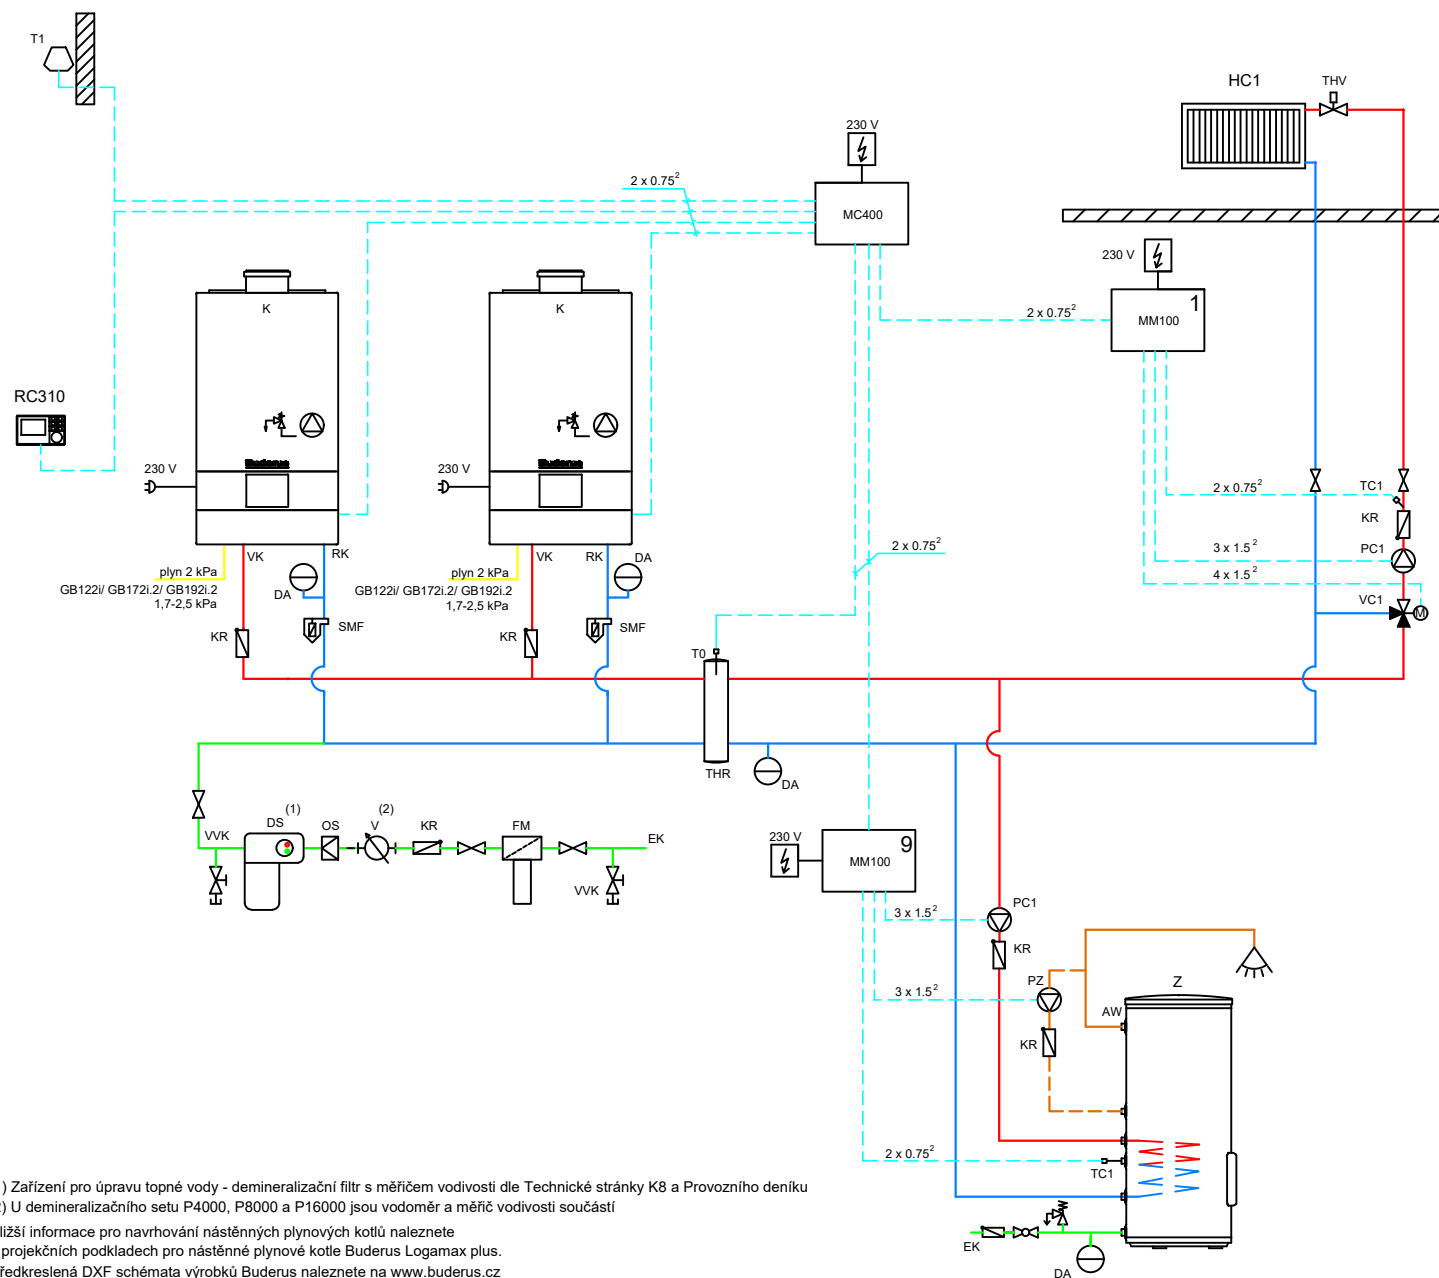 T1
HC1
THV
230 V
2 x 0.75²
MC400
230 V
1
MM100
2 x 0.75²
K
K
RC310
Buderus
Buderus
230 V
230 V
2 x 0.75²
TC1
KR
3 x 1.5²
PC1
4 x 1.5²
VC1
M
2 x 0.75²
VK
RK
VK
RK
DA
plyn 2 kPa
GB122i/ GB172i.2/ GB192i.2
1,7-2,5 kPa
DA
plyn 2 kPa
GB122i/ GB172i.2/ GB192i.2
1,7-2,5 kPa
KR
SMF
KR
SMF
T0
THR
DA
(1)
(2)
VVK
DS
OS
V
KR
FM
EK
VVK
230 V
9
MM100
3 x 1.5²
PC1
KR
3 x 1.5²
PZ
Z
AW
KR
2 x 0.75²
TC1
EK
DA
) Zařízení pro úpravu topné vody - demineralizační filtr s měřičem vodivosti dle Technické stránky K8 a Provozního deníku
2) U demineralizačního setu P4000, P8000 a P16000 jsou vodoměr a měřič vodivosti součástí
ližší informace pro navrhování nástěnných plynových kotlů naleznete
projekčních podkladech pro nástěnné plynové kotle Buderus Logamax plus.
ředkreslená DXF schémata výrobků Buderus naleznete na www.buderus.cz